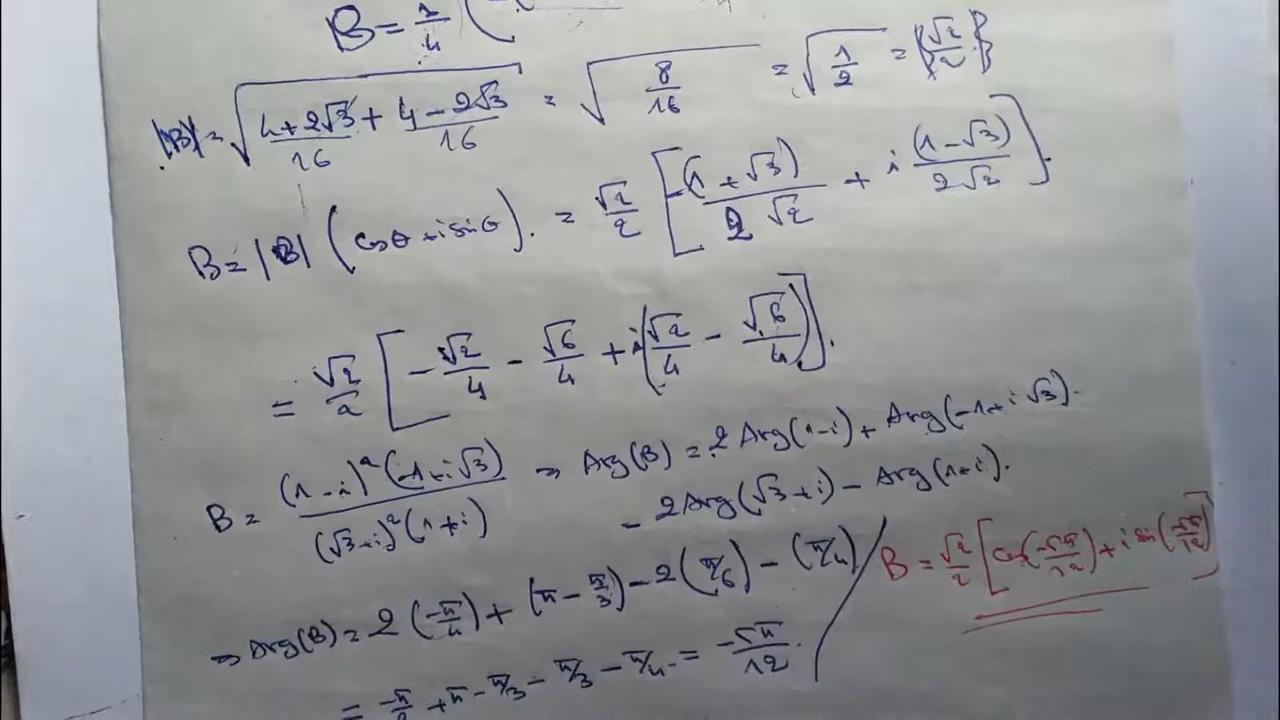 B = 1/4 (
|B| = √((4+2√3)/16 + (4-2√3)/16) = √(8/16) = √(1/2) = √2/2
B = |B| (cosθ + i sinθ). = √2/2 [-(1+√3)/(2√2) + i (1-√3)/(2√2)].
= √2/2 [-√2/4 - √6/4 + i(√2/4 - √6/4)].
B = ((1-i)²(-1+i√3))/((√3+i)²(1+i)) ⇒ Arg(B) = 2Arg(1-i) + Arg(-1+i√3).
- 2Arg(√3+i) - Arg(1+i).
⇒ Arg(B) = 2(-π/4) + (π - π/3) - 2(π/6) - (π/4)
B = √2/2 [cos(-5π/12) + i sin(-5π/12)]
= -π/2 + π - π/3 - π/3 - π/4 = -5π/12.